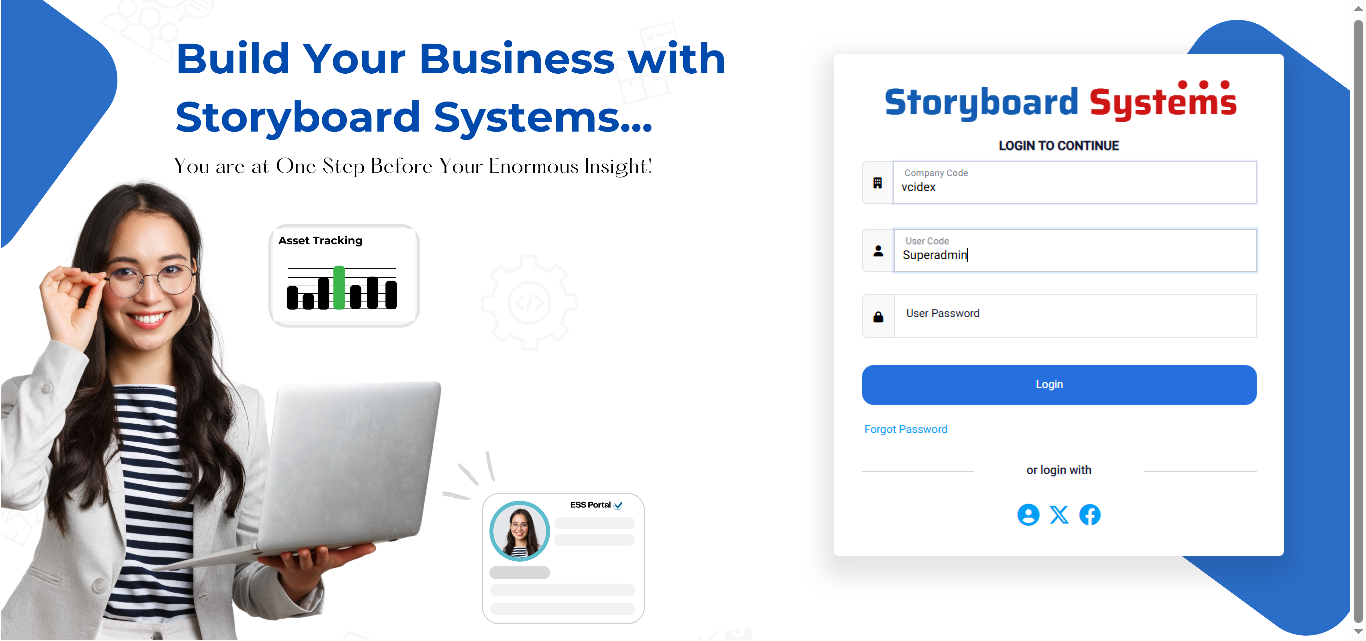 Build Your Business with
Storyboard Systems...
You are at One Step Before Your Enormous Insight!
Asset Tracking
ESS Portal
Storyboard Systems
LOGIN TO CONTINUE
Company Code
vcidex
User Code
Superadmin
User Password
Login
Forgot Password
or login with